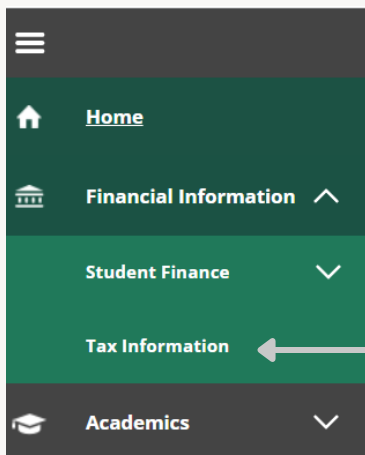 Home
Financial Information
Student Finance
Tax Information
Academics